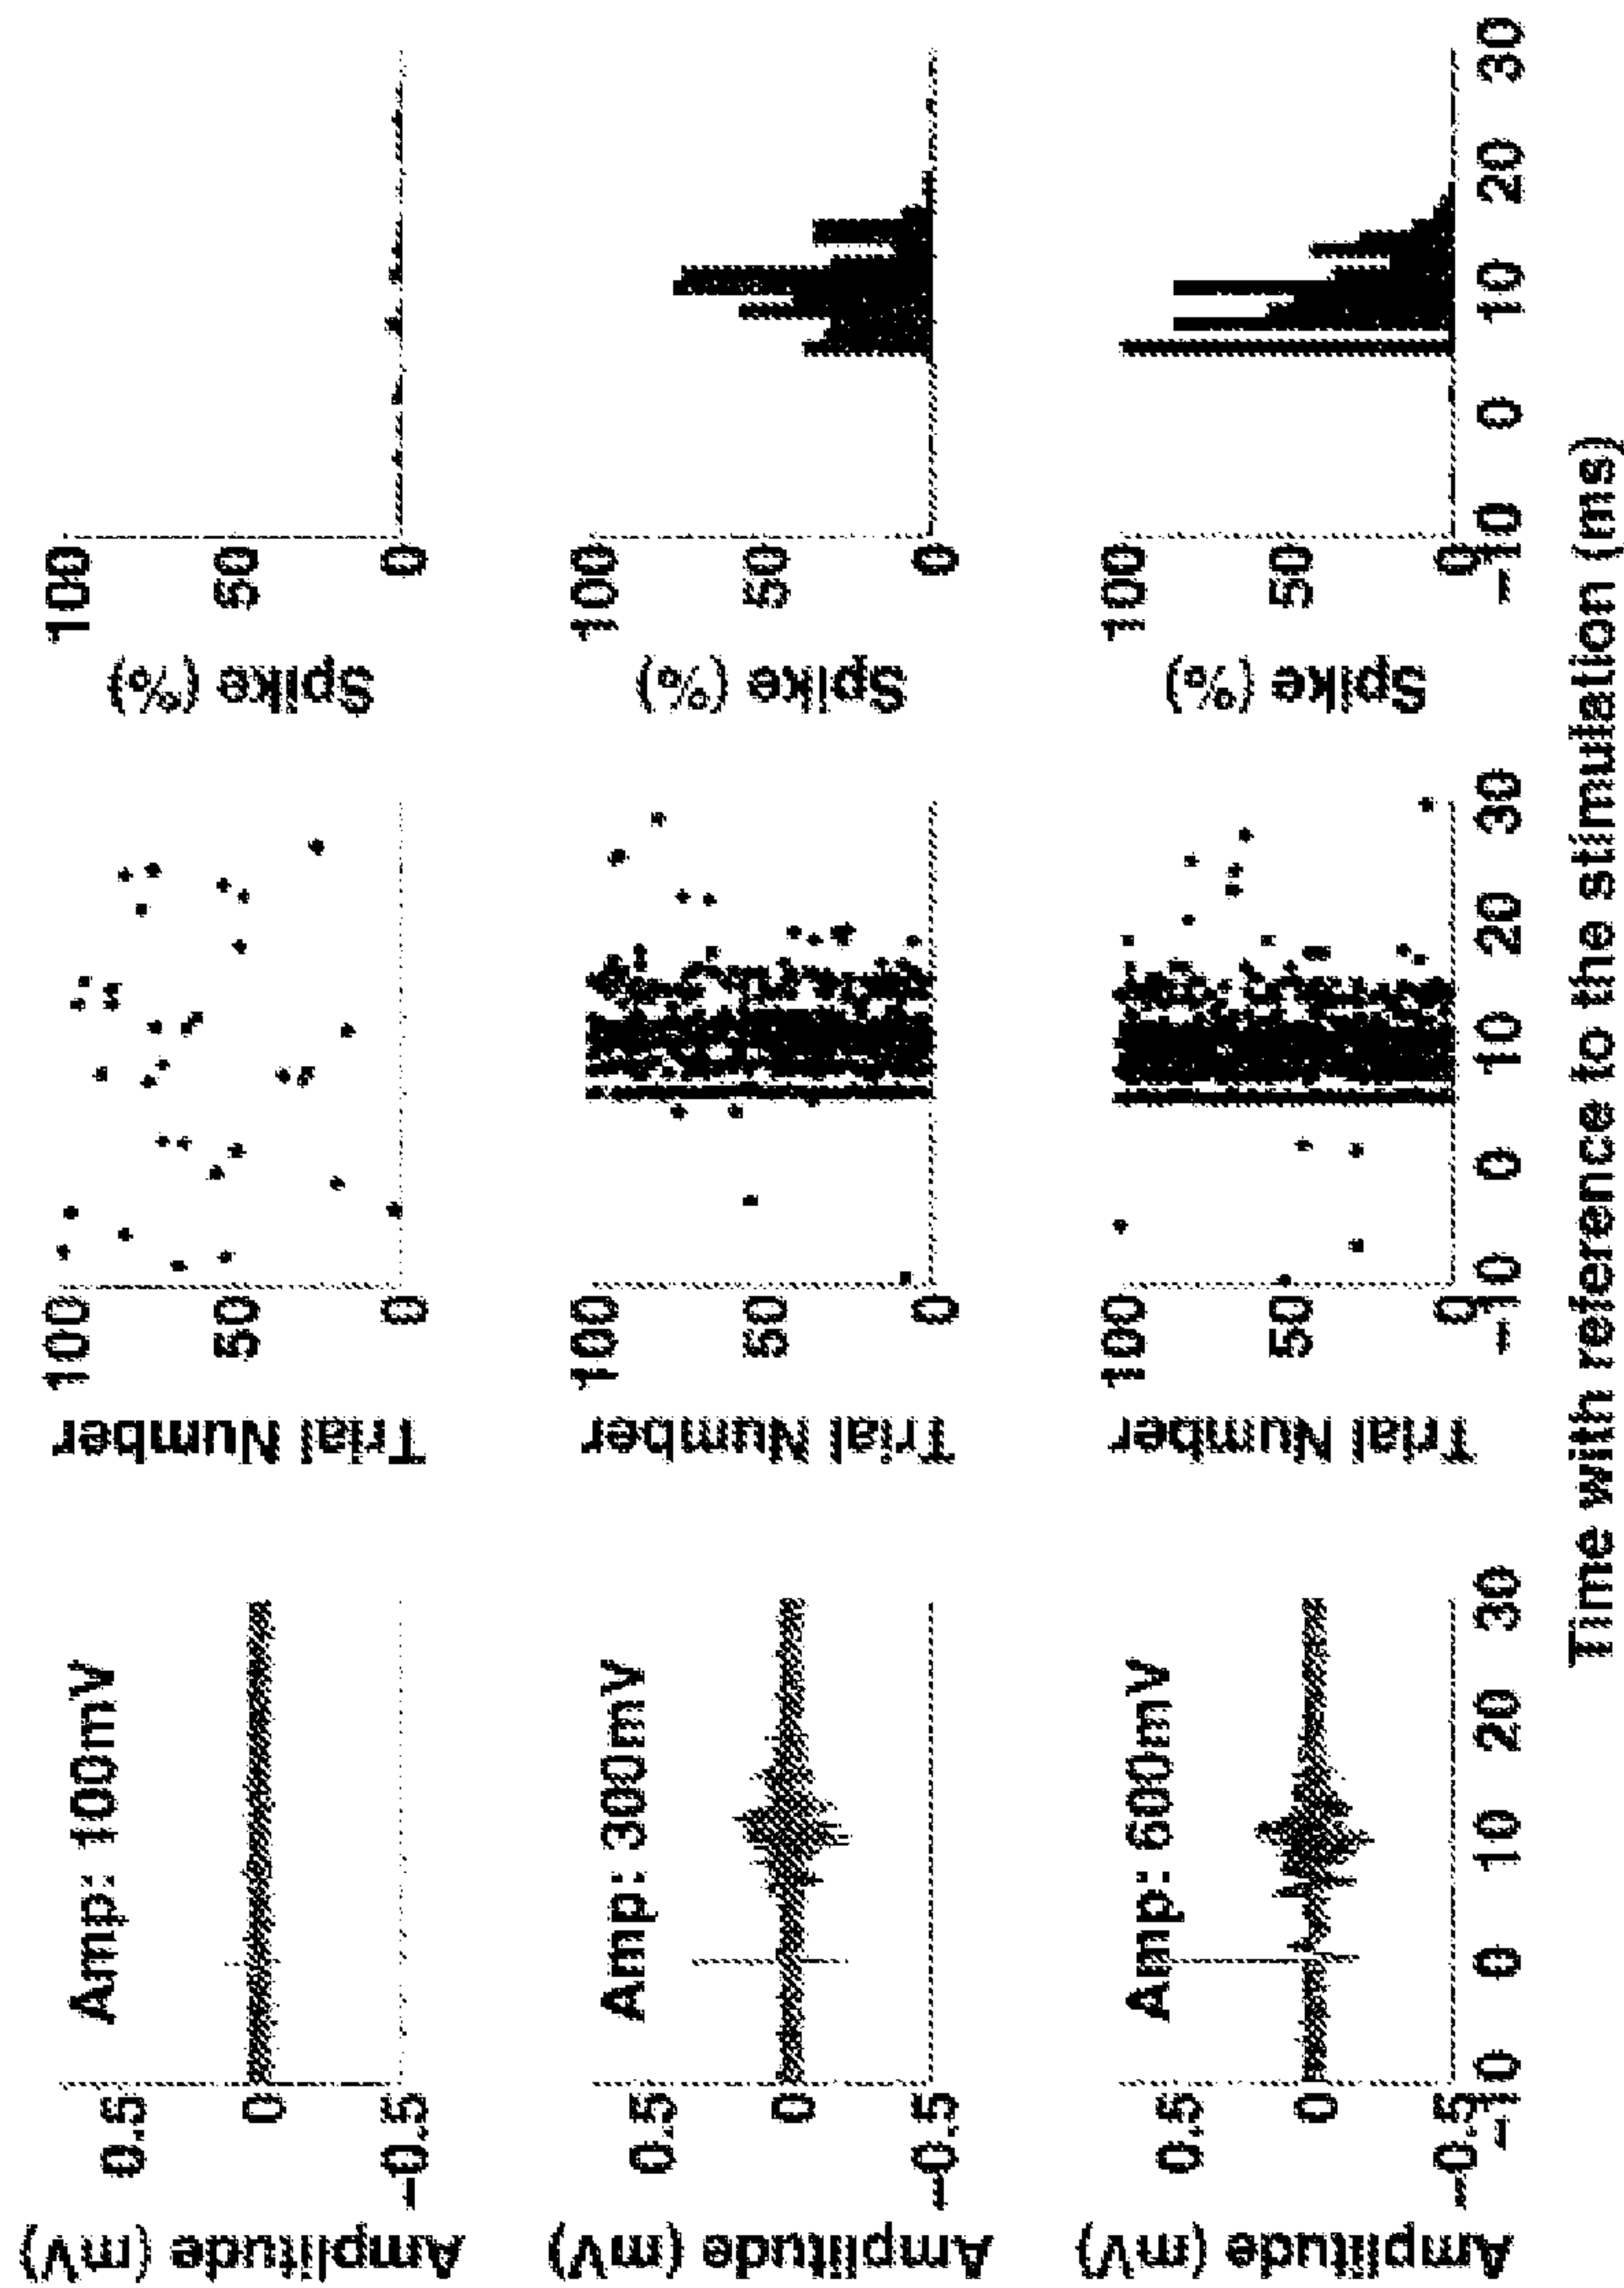 Amp: 100mV
Amplitude (mV)
0.5
0
-0.5
Trial Number
100
50
0
Spike (%)
100
50
0
Amp: 300mV
Amplitude (mV)
0.5
0
-0.5
Trial Number
100
50
0
Spike (%)
100
50
0
Amp: 600mV
Amplitude (mV)
0.5
0
-0.5
-10 0 10 20 30
Trial Number
100
50
0
-10 0 10 20 30
Spike (%)
100
50
0
-10 0 10 20 30
Time with reference to the stimulation (ms)